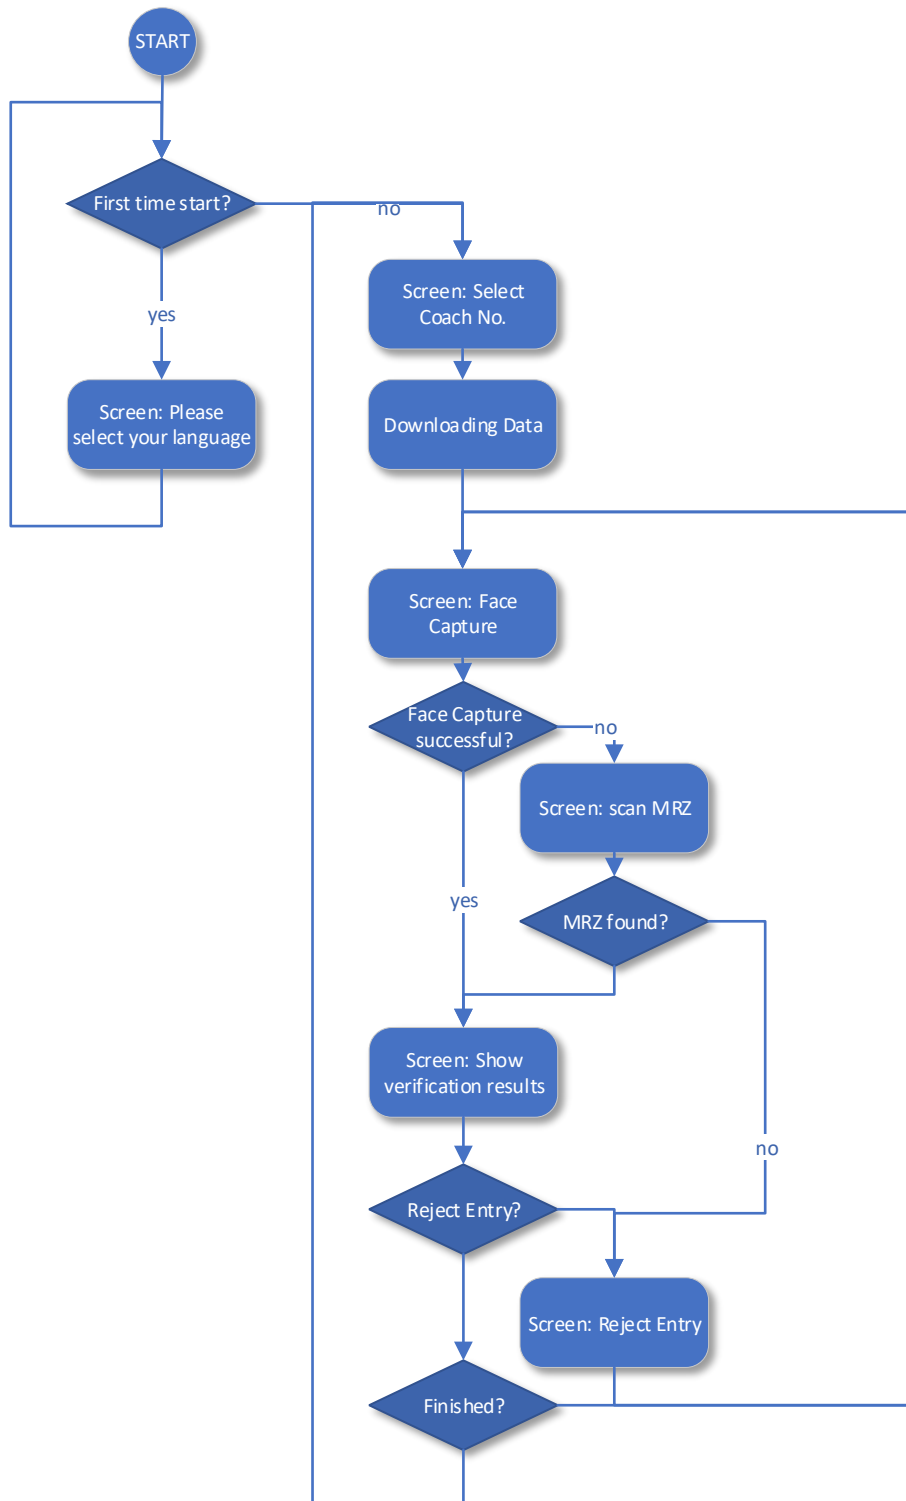 START
First time start?
no
Screen: Select
Coach No.
yes
Screen: Please
select your language
Downloading Data
Screen: Face
Capture
Face Capture
successful?
no
Screen: scan MRZ
yes
MRZ found?
Screen: Show
verification results
no
Reject Entry?
Screen: Reject Entry
Finished?